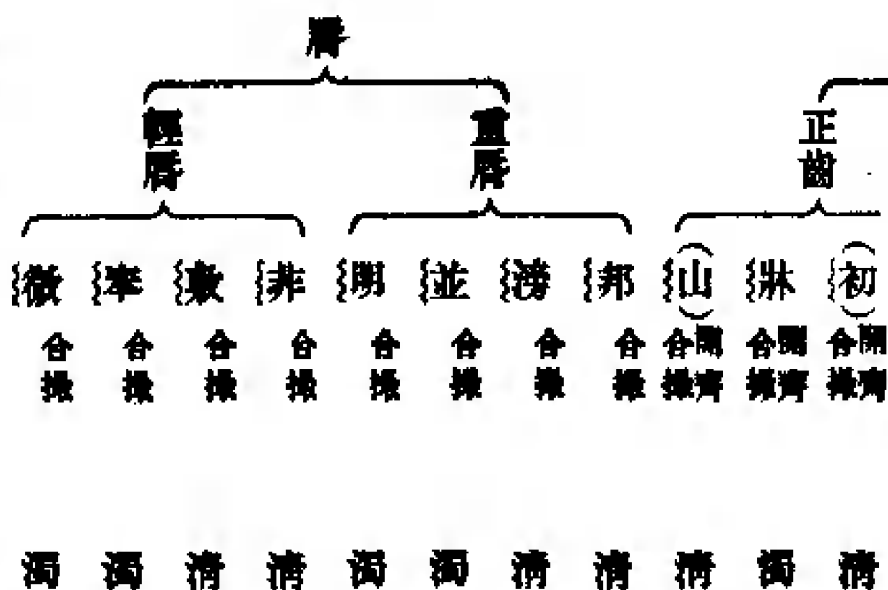 脣
正齒
重脣
輕脣
(初) 牀 (山) 邦 滂 並 明 非 敷 奉 微
開齊 開齊 開齊
合撮 合撮 合撮 合撮 合撮 合撮 合撮 合撮 合撮 合撮 合撮
清 濁 清 清 清 濁 濁 清 清 濁 濁